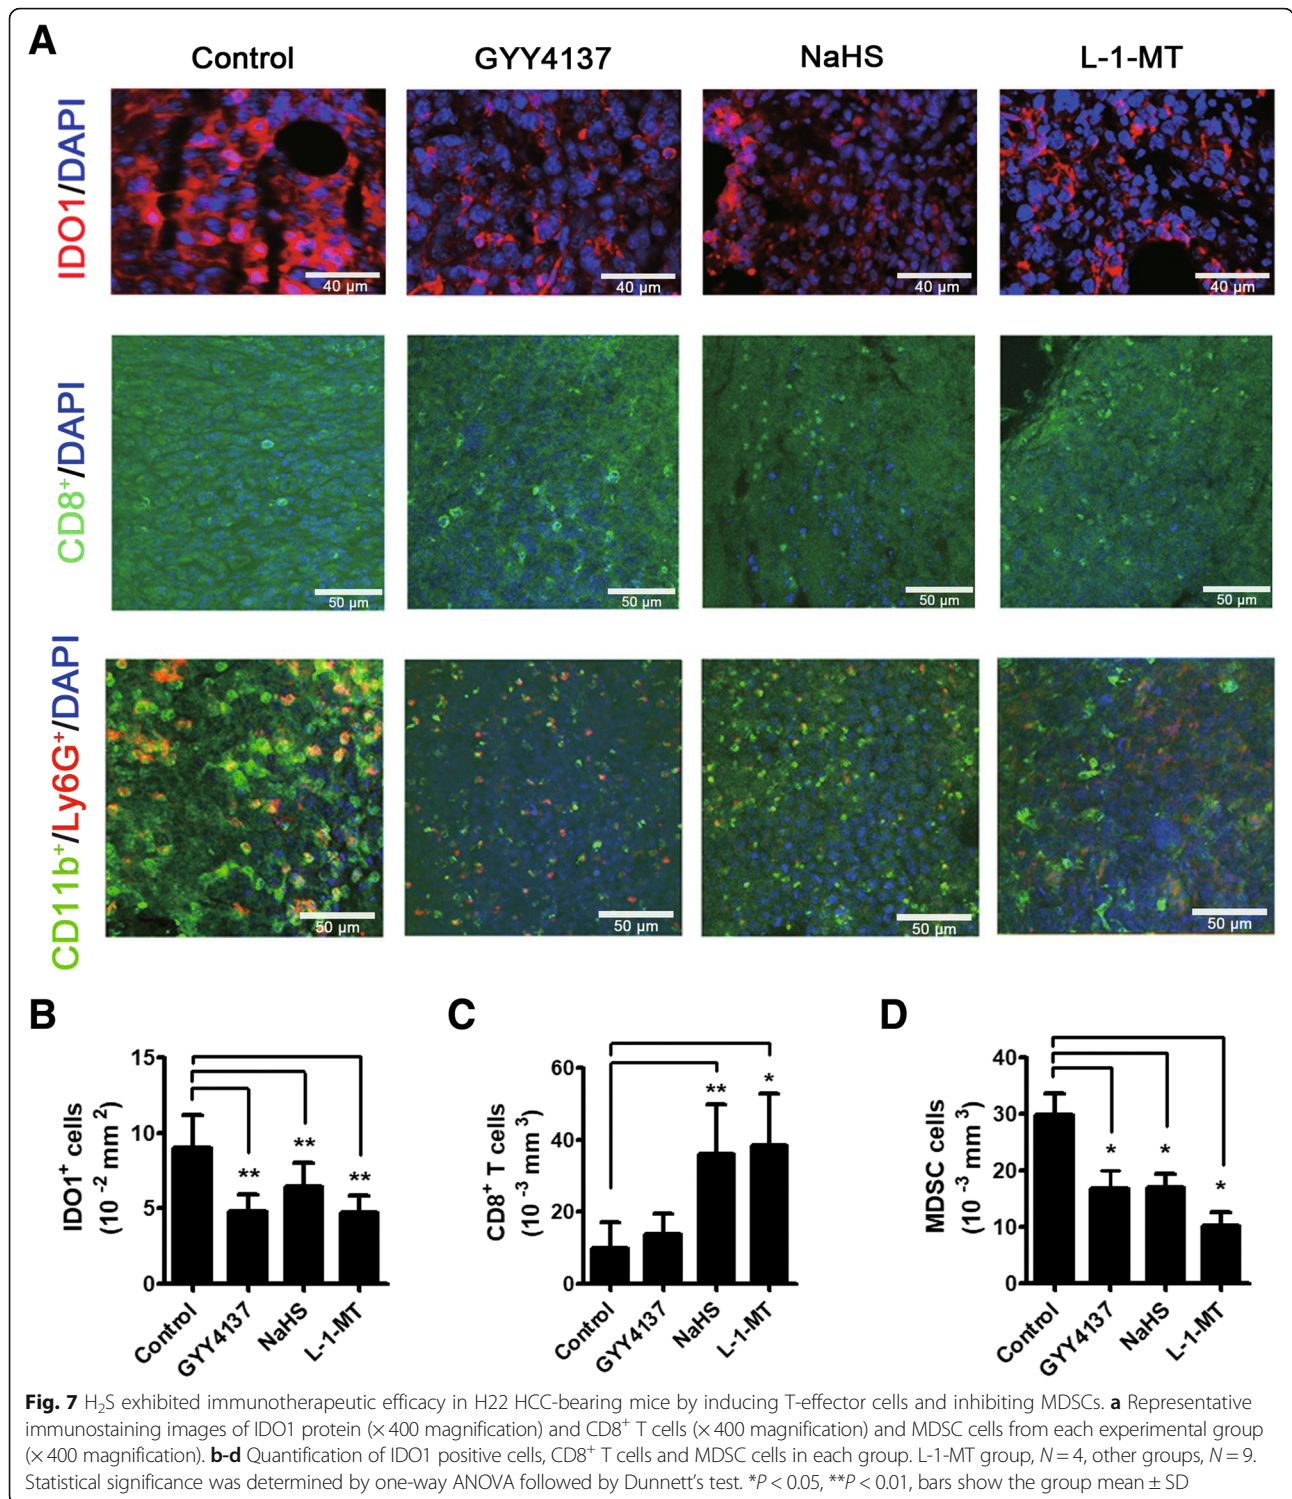 A
Control
GYY4137
NaHS
L-1-MT
IDO1/DAPI
40 µm
40 µm
40 µm
40 µm
CD8⁺/DAPI
50 µm
50 µm
50 µm
50 µm
CD11b⁺/Ly6G⁺/DAPI
50 µm
50 µm
50 µm
50 µm
B
IDO1⁺ cells
(10 ⁻² mm ²)
15
10
5
0
**
**
**
Control
GYY4137
NaHS
L-1-MT
C
CD8⁺ T cells
(10 ⁻³ mm ³)
60
40
20
0
**
*
Control
GYY4137
NaHS
L-1-MT
D
MDSC cells
(10 ⁻³ mm ³)
40
30
20
10
0
*
*
*
Control
GYY4137
NaHS
L-1-MT
Fig. 7 H₂S exhibited immunotherapeutic efficacy in H22 HCC-bearing mice by inducing T-effector cells and inhibiting MDSCs. a Representative
immunostaining images of IDO1 protein (× 400 magnification) and CD8⁺ T cells (× 400 magnification) and MDSC cells from each experimental group
(× 400 magnification). b-d Quantification of IDO1 positive cells, CD8⁺ T cells and MDSC cells in each group. L-1-MT group, N = 4, other groups, N = 9.
Statistical significance was determined by one-way ANOVA followed by Dunnett's test. *P < 0.05, **P < 0.01, bars show the group mean ± SD